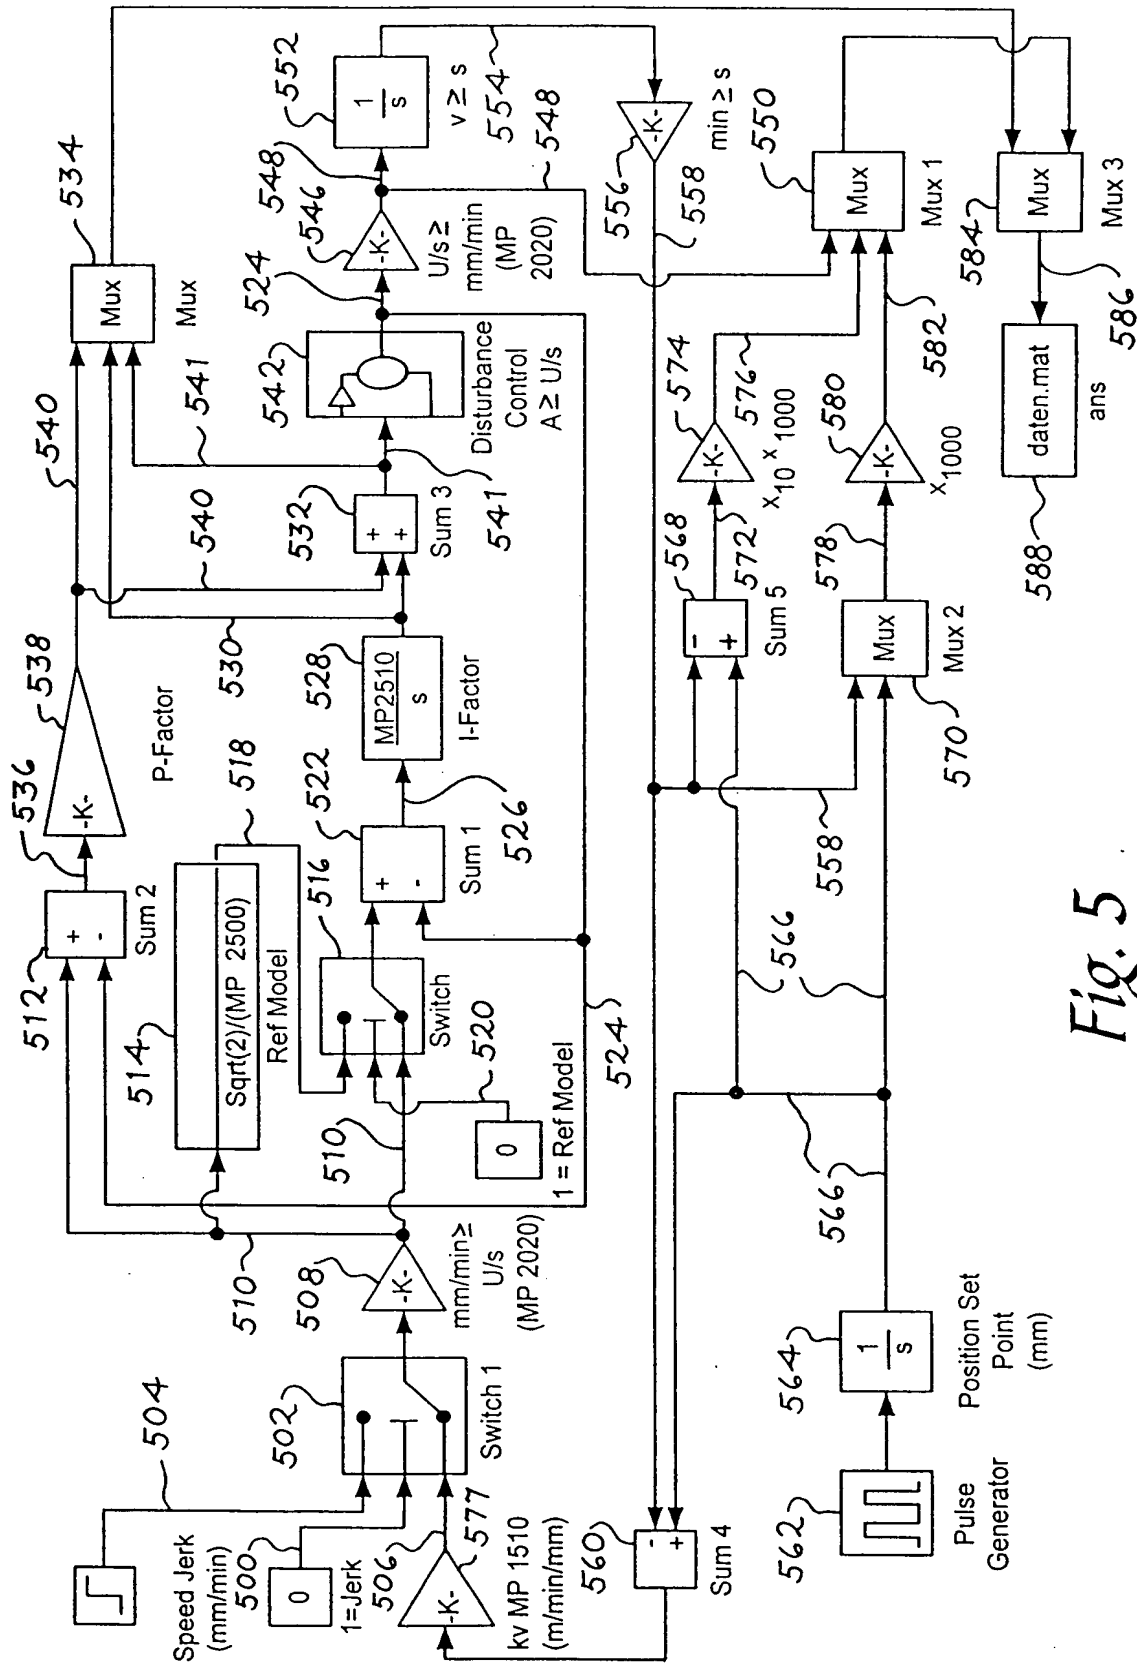 504
Speed Jerk
(mm/min)
500
0
1=Jerk
506
577
-K-
kv MP 1510
(m/min/mm)
502
Switch 1
508
-K-
mm/min≥
U/s
(MP 2020)
510
510
512
+
-
Sum 2
536
538
-K-
P-Factor
514
Sqrt(2)/(MP 2500)
Ref Model
518
516
Switch
520
0
1 = Ref Model
524
522
+
-
Sum 1
526
528
MP2510
s
I-Factor
530
540
540
532
+
+
Sum 3
541
541
534
Mux
Mux
542
Disturbance
Control
A≥ U/s
524
546
-K-
U/s≥
mm/min
(MP
2020)
548
548
552
1
s
v ≥ s
554
556
-K-
min ≥ s
558
560
-
+
Sum 4
562
Pulse
Generator
564
1
s
Position Set
Point
(mm)
566
566
558
568
-
+
Sum 5
572
574
-K-
x10 x 1000
576
570
Mux
Mux 2
578
580
-K-
x1000
582
550
Mux
Mux 1
584
Mux
Mux 3
586
588
daten.mat
ans
Fig. 5